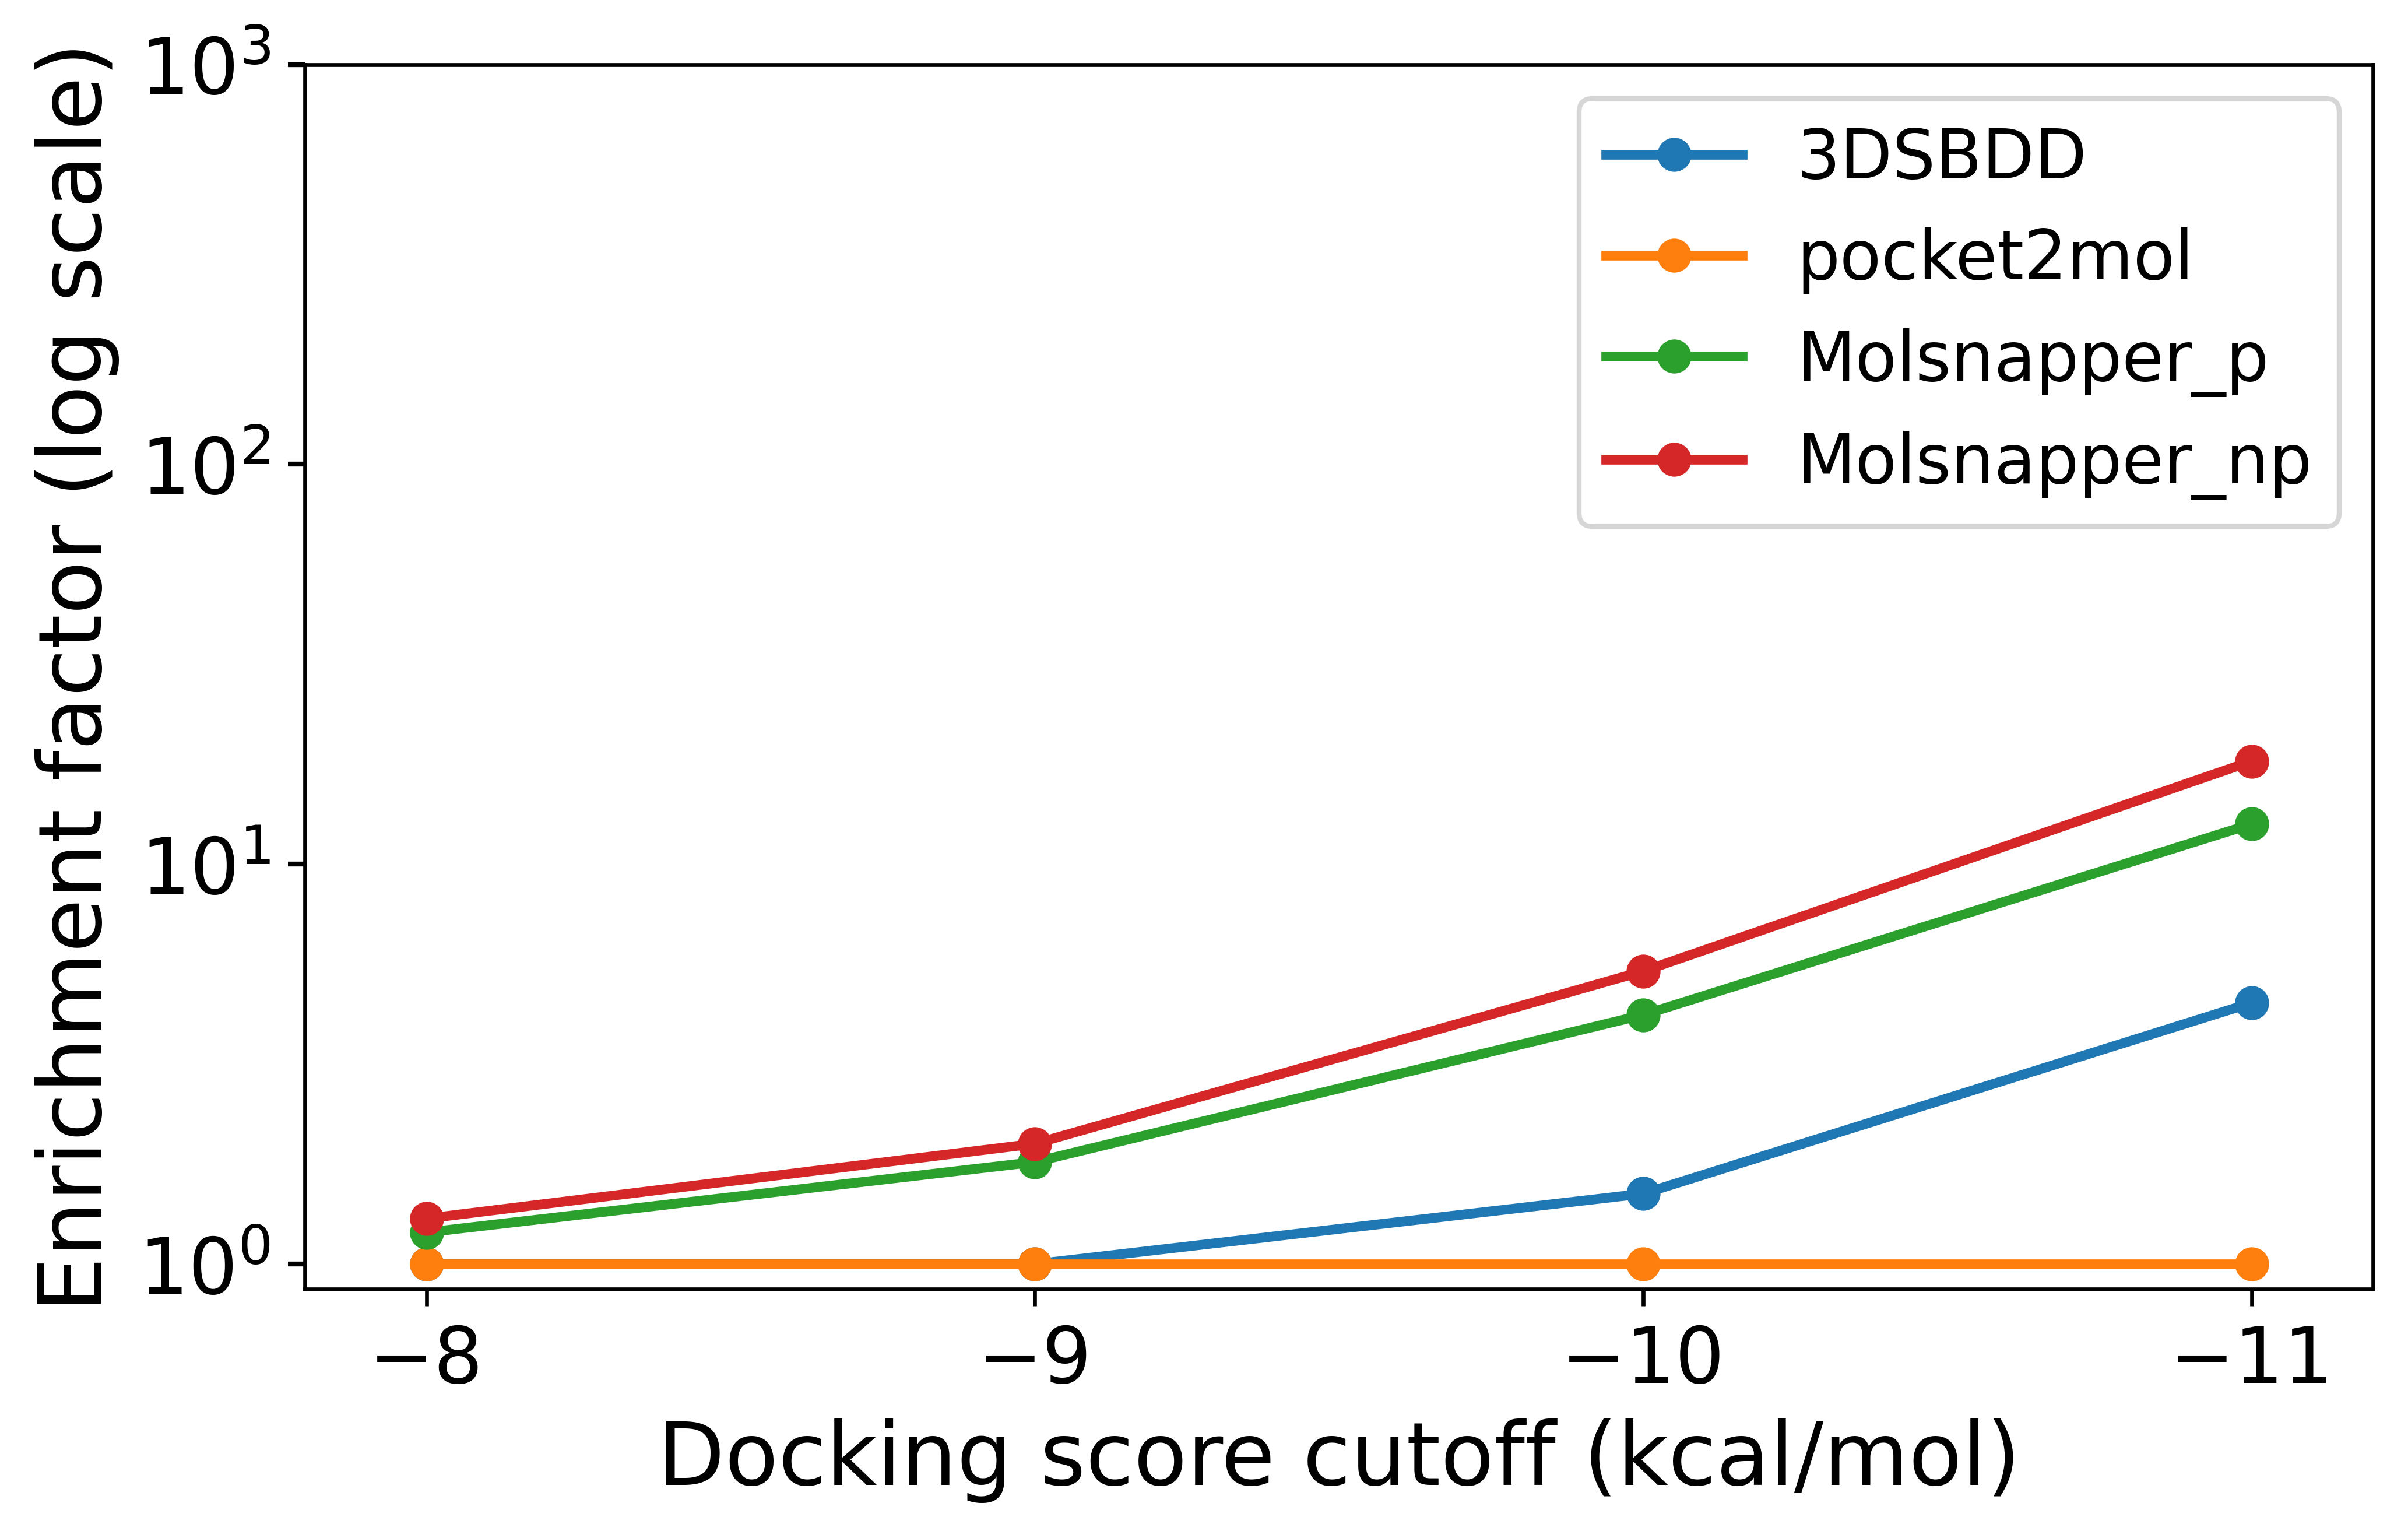 Enrichment factor (log scale)
10³
10²
10¹
10⁰
3DSBDD
pocket2mol
Molsnapper_p
Molsnapper_np
−8 −9 −10 −11
Docking score cutoff (kcal/mol)